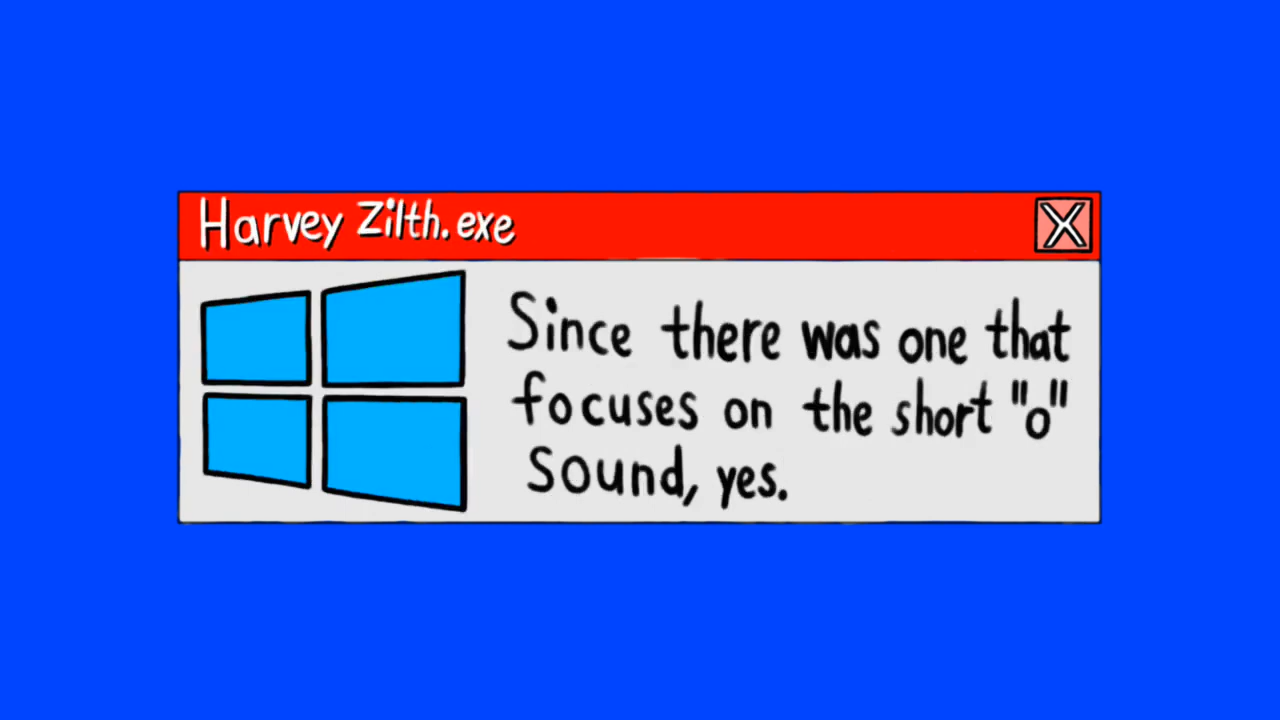 Harvey Zilth.exe
X
Since there was one that
focuses on the short "o"
Sound, yes.